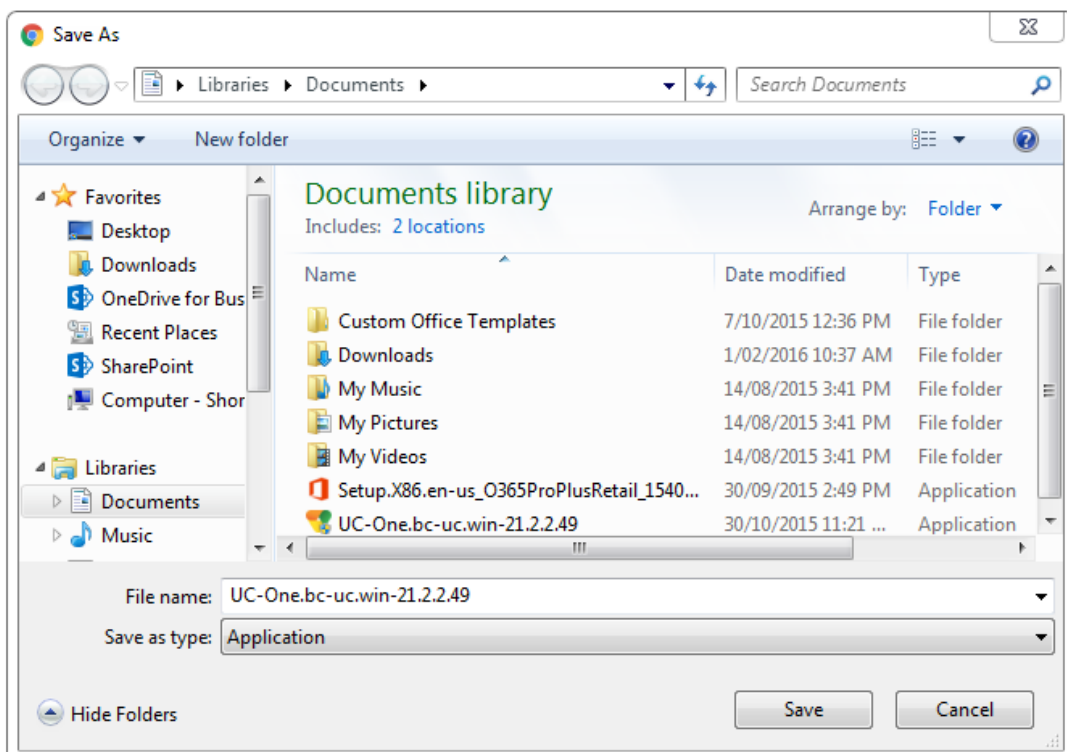 Save As
Libraries Documents Search Documents
Organize New folder
Favorites
Desktop
Downloads
OneDrive for Bus
Recent Places
SharePoint
Computer - Shor
Libraries
Documents
Music
Documents library
Includes: 2 locations
Arrange by: Folder
Name Date modified Type
Custom Office Templates 7/10/2015 12:36 PM File folder
Downloads 1/02/2016 10:37 AM File folder
My Music 14/08/2015 3:41 PM File folder
My Pictures 14/08/2015 3:41 PM File folder
My Videos 14/08/2015 3:41 PM File folder
Setup.X86.en-us_O365ProPlusRetail_1540... 30/09/2015 2:49 PM Application
UC-One.bc-uc.win-21.2.2.49 30/10/2015 11:21 ... Application
File name: UC-One.bc-uc.win-21.2.2.49
Save as type: Application
Hide Folders Save Cancel